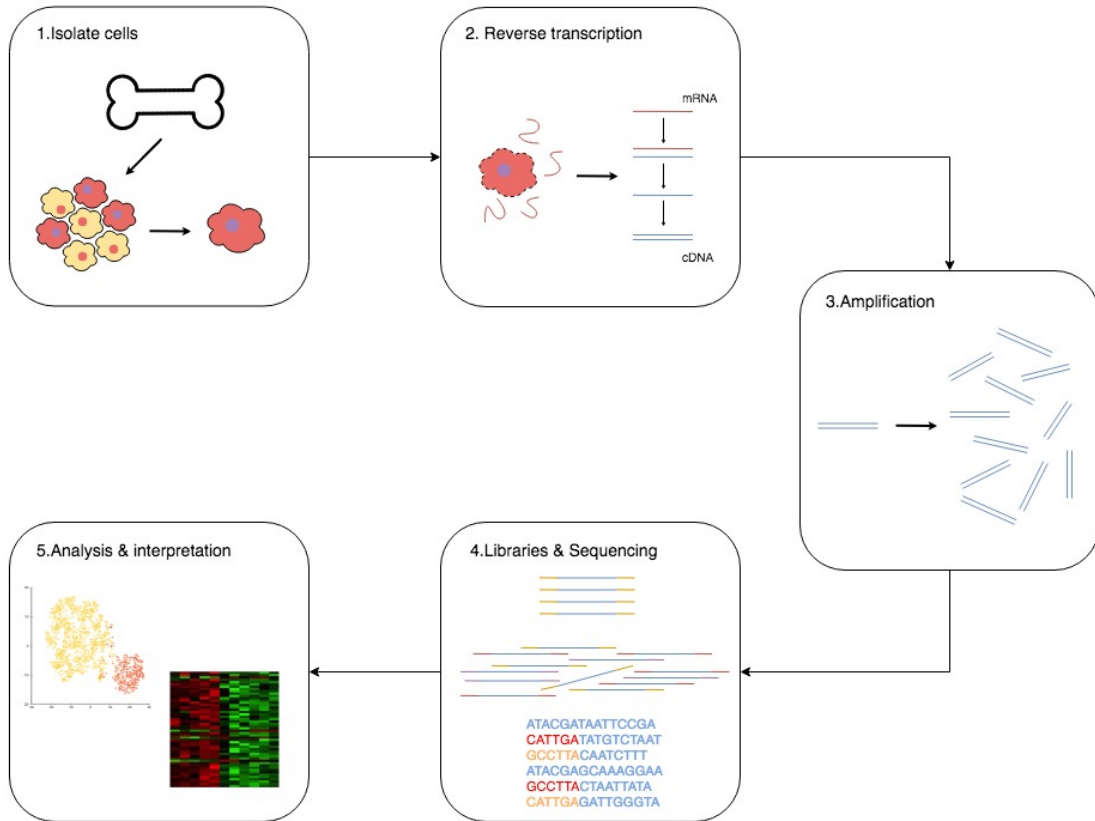 1.Isolate cells
2. Reverse transcription
mRNA
cDNA
3.Amplification
4.Libraries & Sequencing
ATACGATAATTCCGA
CATTGATATGTCTAAT
GCCTTACAATCTTT
ATACGAGCAAAGGAA
GCCTTACTAATTATA
CATTGAGATTGGGTA
5.Analysis & interpretation